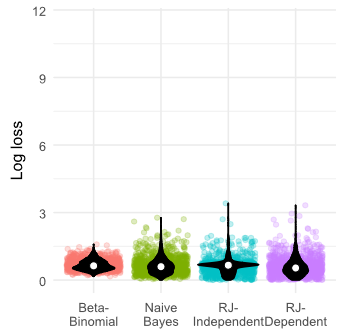 12
9
6
3
0
Log loss
Beta-
Binomial
Naive
Bayes
RJ-
Independent
RJ-
Dependent